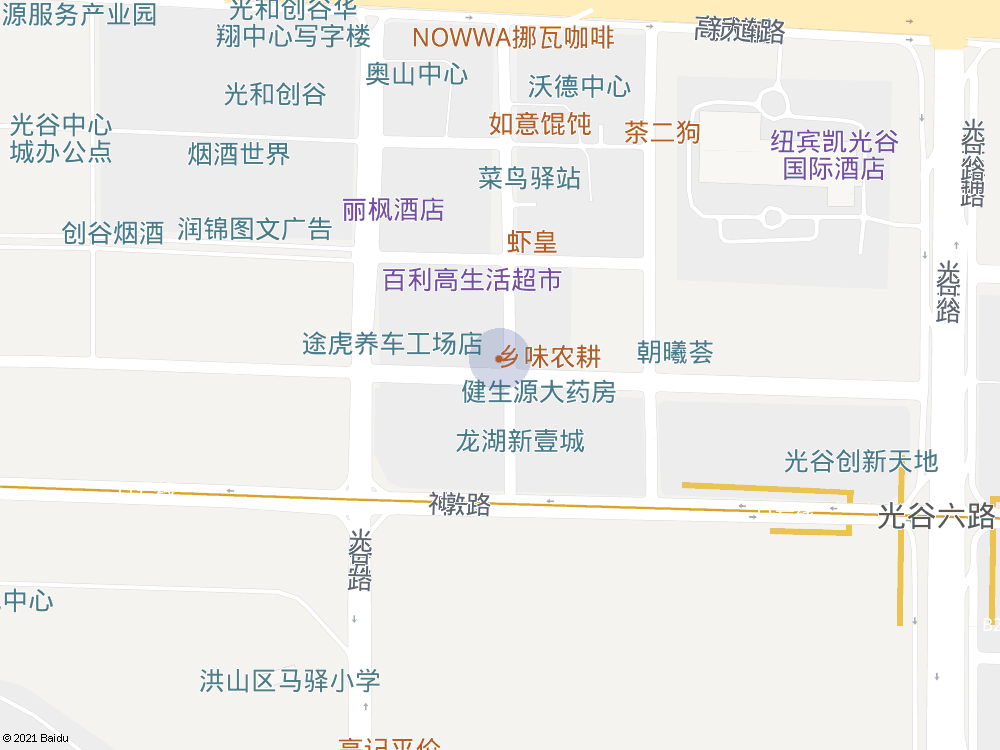 光和创谷华
翔中心写字楼
源服务产业园
NOWWA挪瓦咖啡
奥山中心
沃德中心
光和创谷
光谷中心
城办公点
如意馄饨
茶二狗
纽宾凯光谷
国际酒店
烟酒世界
菜鸟驿站
丽枫酒店
创谷烟酒
润锦图文广告
虾皇
百利高生活超市
途虎养车工场店
乡味农耕
朝曦荟
健生源大药房
龙湖新壹城
光谷创新天地
神墩路
光谷六路
中心
洪山区马驿小学
高记平价
© 2021 Baidu